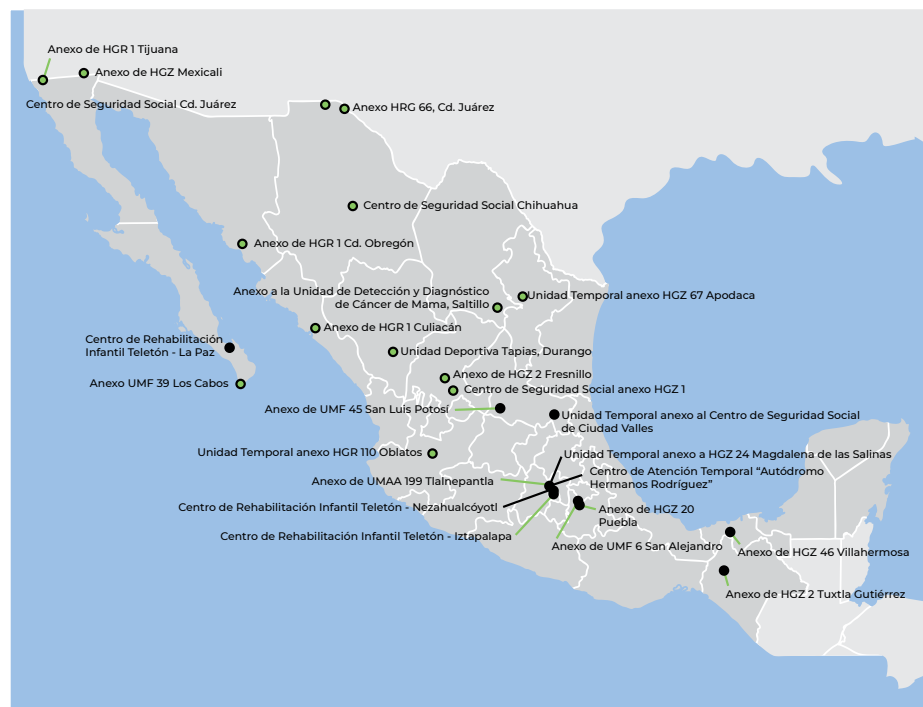 Anexo de HGR 1 Tijuana
Anexo de HGZ Mexicali
Centro de Seguridad Social Cd. Juárez
Anexo HRG 66, Cd. Juárez
Centro de Seguridad Social Chihuahua
Anexo de HGR 1 Cd. Obregón
Anexo a la Unidad de Detección y Diagnóstico
de Cáncer de Mama, Saltillo
Unidad Temporal anexo HGZ 67 Apodaca
Anexo de HGR 1 Culiacán
Centro de Rehabilitación
Infantil Teletón - La Paz
Unidad Deportiva Tapias, Durango
Anexo de HGZ 2 Fresnillo
Anexo UMF 39 Los Cabos
Centro de Seguridad Social anexo HGZ 1
Anexo de UMF 45 San Luis Potosí
Unidad Temporal anexo al Centro de Seguridad Social
de Ciudad Valles
Unidad Temporal anexo HGR 110 Oblatos
Unidad Temporal anexo a HGZ 24 Magdalena de las Salinas
Anexo de UMAA 199 Tlalnepantla
Centro de Atención Temporal “Autódromo
Hermanos Rodríguez”
Centro de Rehabilitación Infantil Teletón - Nezahualcóyotl
Anexo de HGZ 20
Puebla
Centro de Rehabilitación Infantil Teletón - Iztapalapa
Anexo de UMF 6 San Alejandro
Anexo de HGZ 46 Villahermosa
Anexo de HGZ 2 Tuxtla Gutiérrez